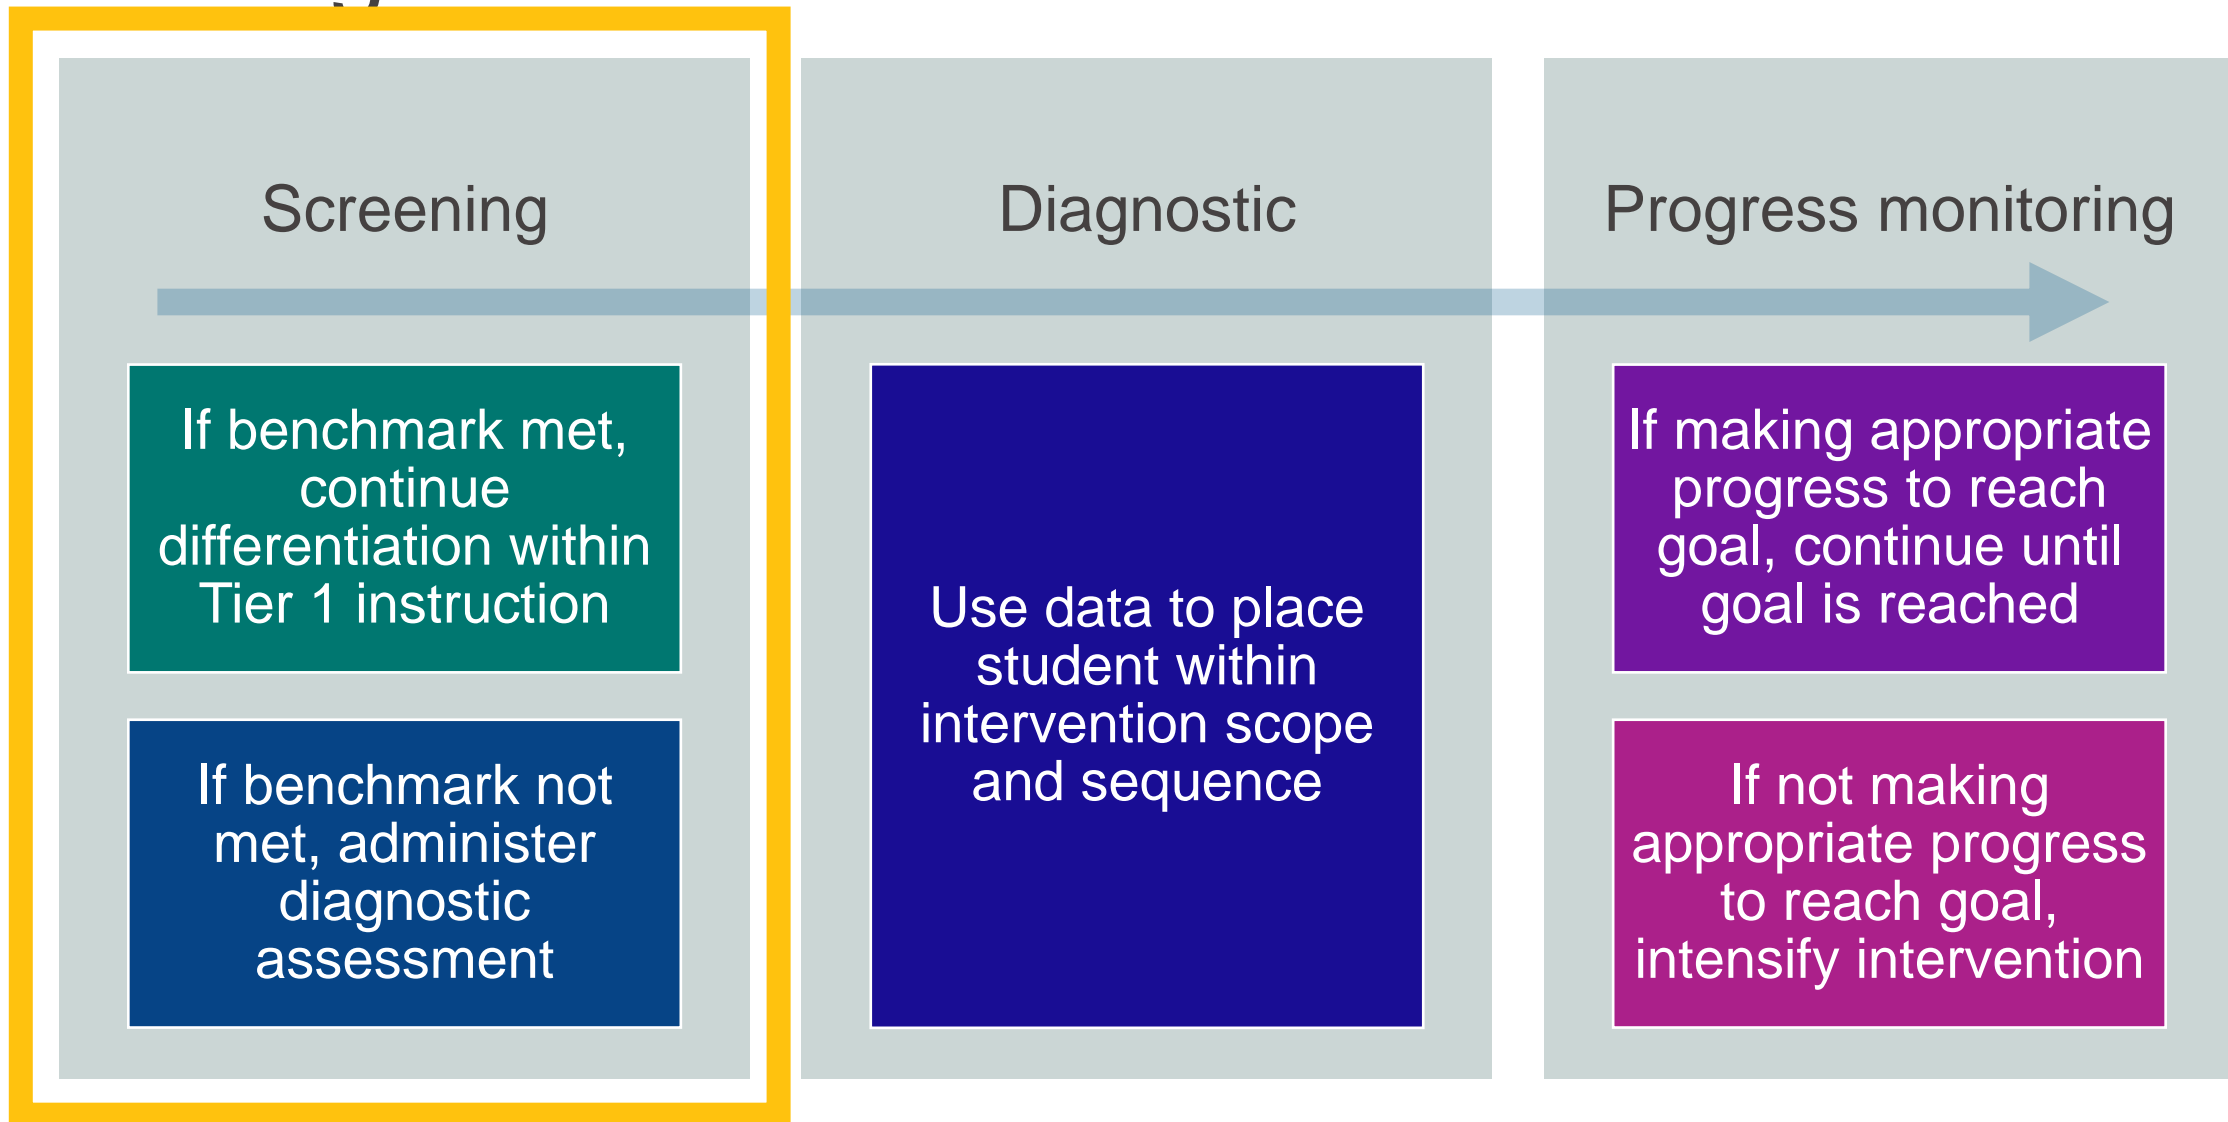 Screening
If benchmark met,
continue
differentiation within
Tier 1 instruction
If benchmark not
met, administer
diagnostic
assessment
Diagnostic
Use data to place
student within
intervention scope
and sequence
Progress monitoring
If making appropriate
progress to reach
goal, continue until
goal is reached
If not making
appropriate progress
to reach goal,
intensify intervention